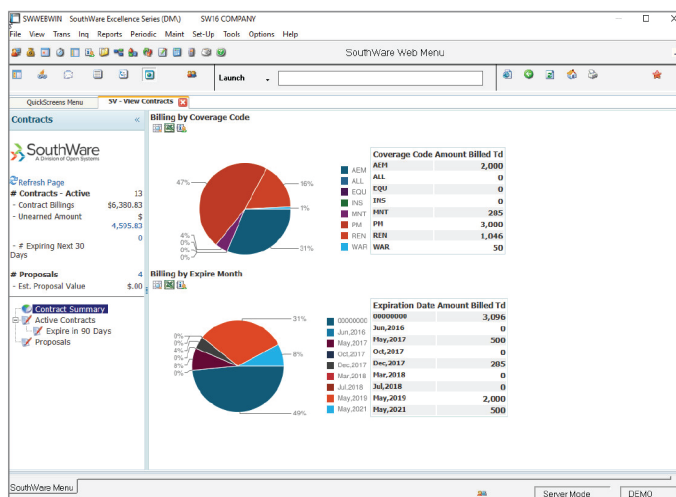 SWWEBWIN SouthWare Excellence Series (DM\) SW16 COMPANY
File View Trans Inq Reports Periodic Maint Set-Up Tools Options Help
SouthWare Web Menu
Launch
QuickScreens Menu
5V - View Contracts
Contracts «
SouthWare
A Division of Open Systems
Refresh Page
# Contracts - Active 13
- Contract Billings $6,380.83
- Unearned Amount $
4,595.83
0
- # Expiring Next 30
Days
# Proposals 4
- Est. Proposal Value $.00
Contract Summary
Active Contracts
Expire in 90 Days
Proposals
Billing by Coverage Code
47%
16%
1%
31%
4%
0%
0%
0%
AEM
ALL
EQU
INS
MNT
PM
REN
WAR
Coverage Code Amount Billed Td
AEM 2,000
ALL 0
EQU 0
INS 0
MNT 285
PM 3,000
REN 1,046
WAR 50
Billing by Expire Month
31%
8%
49%
0%
0%
4%
0%
8%
0%
00000000
Jun,2016
May,2017
Oct,2017
Dec,2017
Mar,2018
Jul,2018
May,2019
May,2021
Expiration Date Amount Billed Td
00000000 3,096
Jun,2016 0
May,2017 500
Oct,2017 0
Dec,2017 285
Mar,2018 0
Jul,2018 0
May,2019 2,000
May,2021 500
SouthWare Menu
Server Mode
DEMO